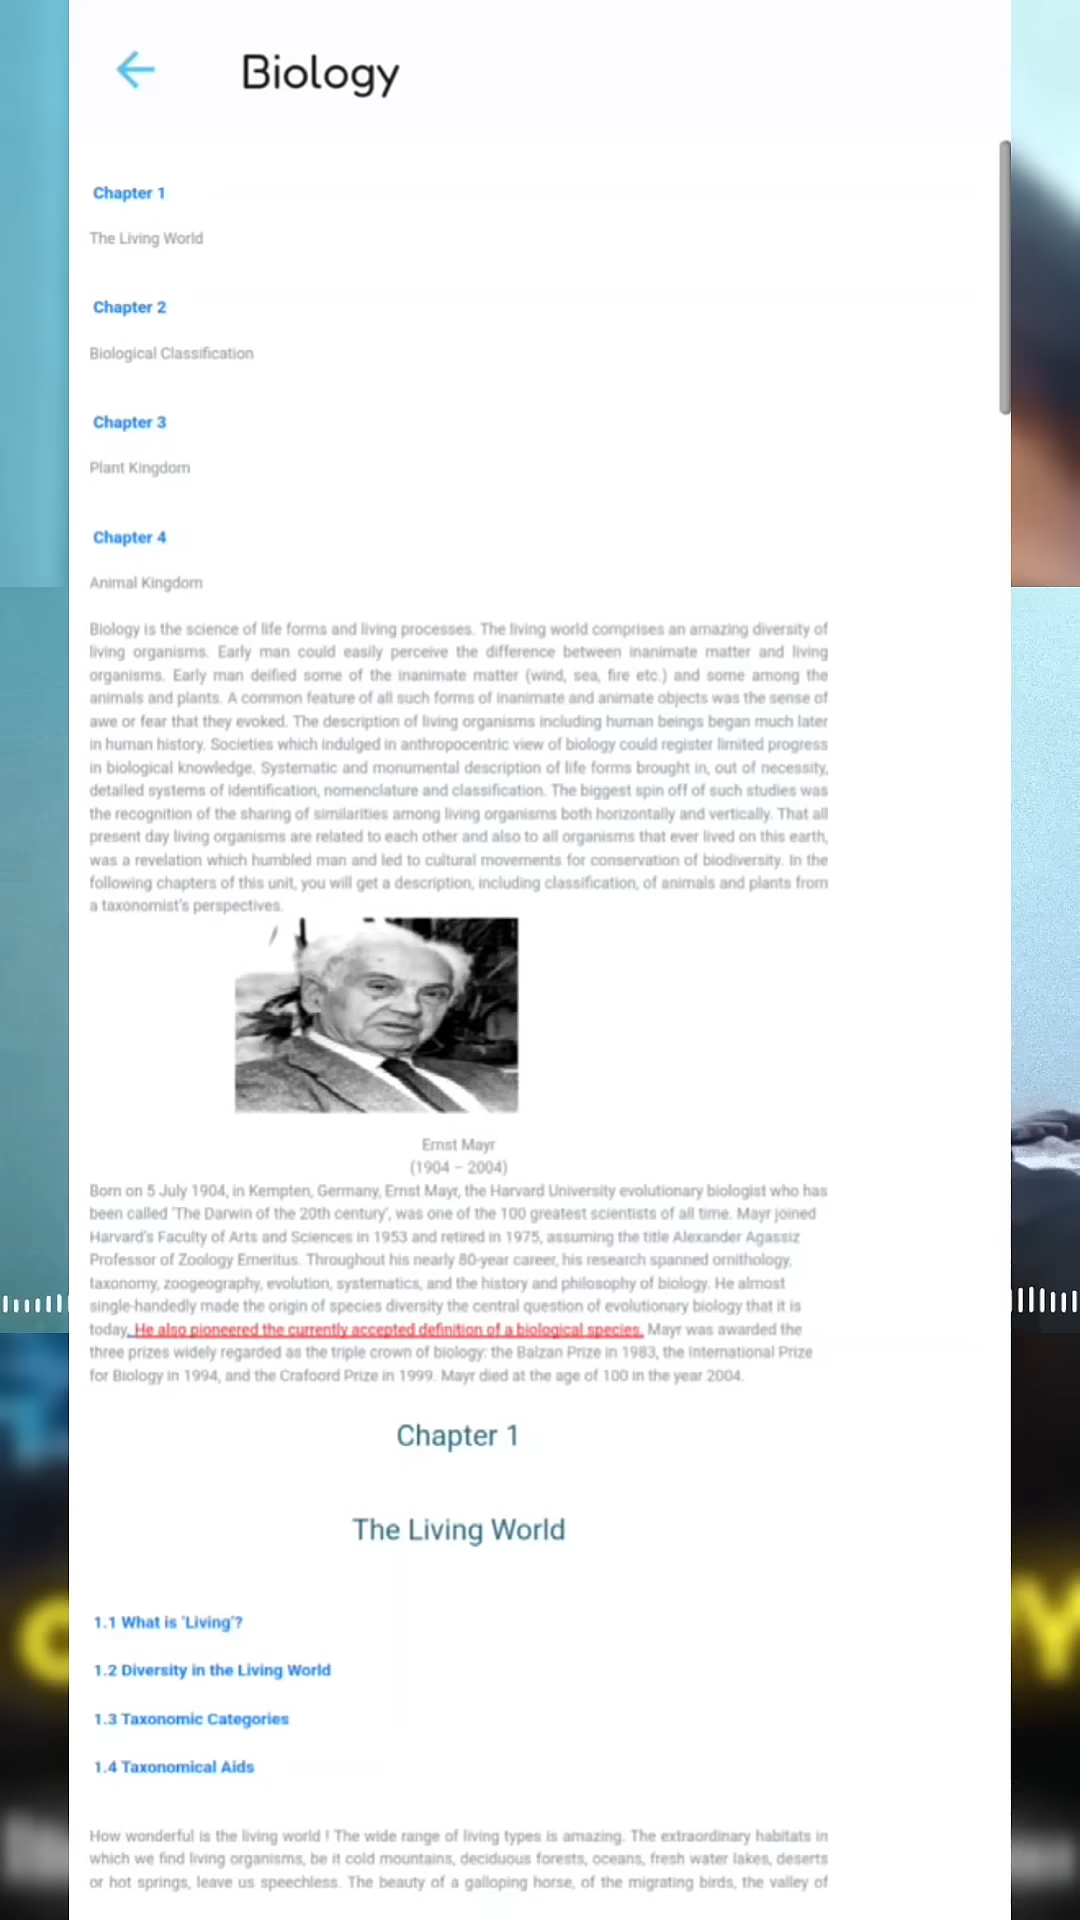 Biology
Chapter 1
The Living World
Chapter 2
Biological Classification
Chapter 3
Plant Kingdom
Chapter 4
Animal Kingdom
Biology is the science of life forms and living processes. The living world comprises an amazing diversity of
living organisms. Early man could easily perceive the difference between inanimate matter and living
organisms. Early man deified some of the inanimate matter (wind, sea, fire etc.) and some among the
animals and plants. A common feature of all such forms of inanimate and animate objects was the sense of
awe or fear that they evoked. The description of living organisms including human beings began much later
in human history. Societies which indulged in anthropocentric view of biology could register limited progress
in biological knowledge. Systematic and monumental description of life forms brought in, out of necessity,
detailed systems of identification, nomenclature and classification. The biggest spin off of such studies was
the recognition of the sharing of similarities among living organisms both horizontally and vertically. That all
present day living organisms are related to each other and also to all organisms that ever lived on this earth,
was a revelation which humbled man and led to cultural movements for conservation of biodiversity. In the
following chapters of this unit, you will get a description, including classification, of animals and plants from
a taxonomist's perspectives.
Ernst Mayr
(1904 – 2004)
Born on 5 July 1904, in Kempten, Germany, Ernst Mayr, the Harvard University evolutionary biologist who has
been called 'The Darwin of the 20th century', was one of the 100 greatest scientists of all time. Mayr joined
Harvard's Faculty of Arts and Sciences in 1953 and retired in 1975, assuming the title Alexander Agassiz
Professor of Zoology Emeritus. Throughout his nearly 80-year career, his research spanned ornithology,
taxonomy, zoogeography, evolution, systematics, and the history and philosophy of biology. He almost
single-handedly made the origin of species diversity the central question of evolutionary biology that it is
today. He also pioneered the currently accepted definition of a biological species. Mayr was awarded the
three prizes widely regarded as the triple crown of biology: the Balzan Prize in 1983, the International Prize
for Biology in 1994, and the Crafoord Prize in 1999. Mayr died at the age of 100 in the year 2004.
Chapter 1
The Living World
1.1 What is 'Living'?
1.2 Diversity in the Living World
1.3 Taxonomic Categories
1.4 Taxonomical Aids
How wonderful is the living world ! The wide range of living types is amazing. The extraordinary habitats in
which we find living organisms, be it cold mountains, deciduous forests, oceans, fresh water lakes, deserts
or hot springs, leave us speechless. The beauty of a galloping horse, of the migrating birds, the valley of